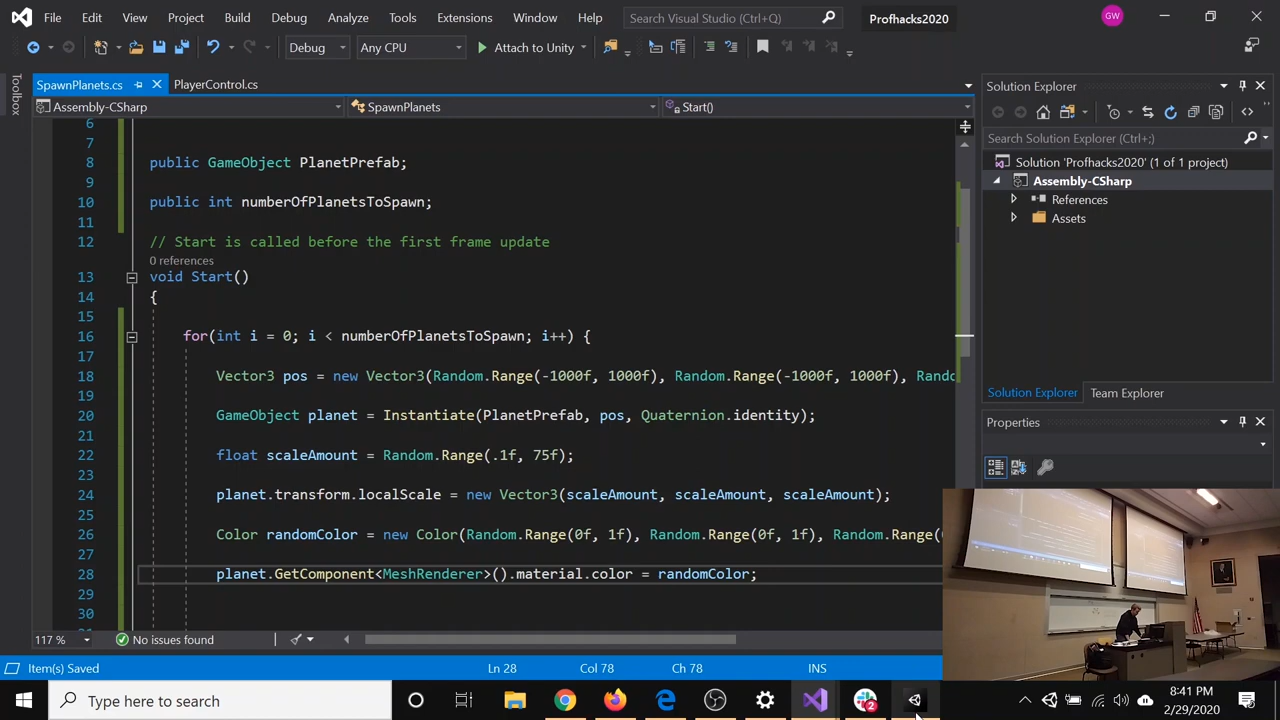 File Edit View Project Build Debug Analyze Tools Extensions Window Help Search Visual Studio (Ctrl+Q) Profhacks2020 GW
Debug Any CPU Attach to Unity
Toolbox
SpawnPlanets.cs PlayerControl.cs
Assembly-CSharp SpawnPlanets Start()
6
7
8 public GameObject PlanetPrefab;
9
10 public int numberOfPlanetsToSpawn;
11
12 // Start is called before the first frame update
0 references
13 void Start()
14 {
15
16 for(int i = 0; i < numberOfPlanetsToSpawn; i++) {
17
18 Vector3 pos = new Vector3(Random.Range(-1000f, 1000f), Random.Range(-1000f, 1000f), Rando
19
20 GameObject planet = Instantiate(PlanetPrefab, pos, Quaternion.identity);
21
22 float scaleAmount = Random.Range(.1f, 75f);
23
24 planet.transform.localScale = new Vector3(scaleAmount, scaleAmount, scaleAmount);
25
26 Color randomColor = new Color(Random.Range(0f, 1f), Random.Range(0f, 1f), Random.Range(
27
28 planet.GetComponent<MeshRenderer>().material.color = randomColor;
29
30
117 % No issues found
Solution Explorer
Search Solution Explorer (Ctrl+;)
Solution 'Profhacks2020' (1 of 1 project)
Assembly-CSharp
References
Assets
Solution Explorer Team Explorer
Properties
Item(s) Saved Ln 28 Col 78 Ch 78 INS
Type here to search 2 8:41 PM
2/29/2020